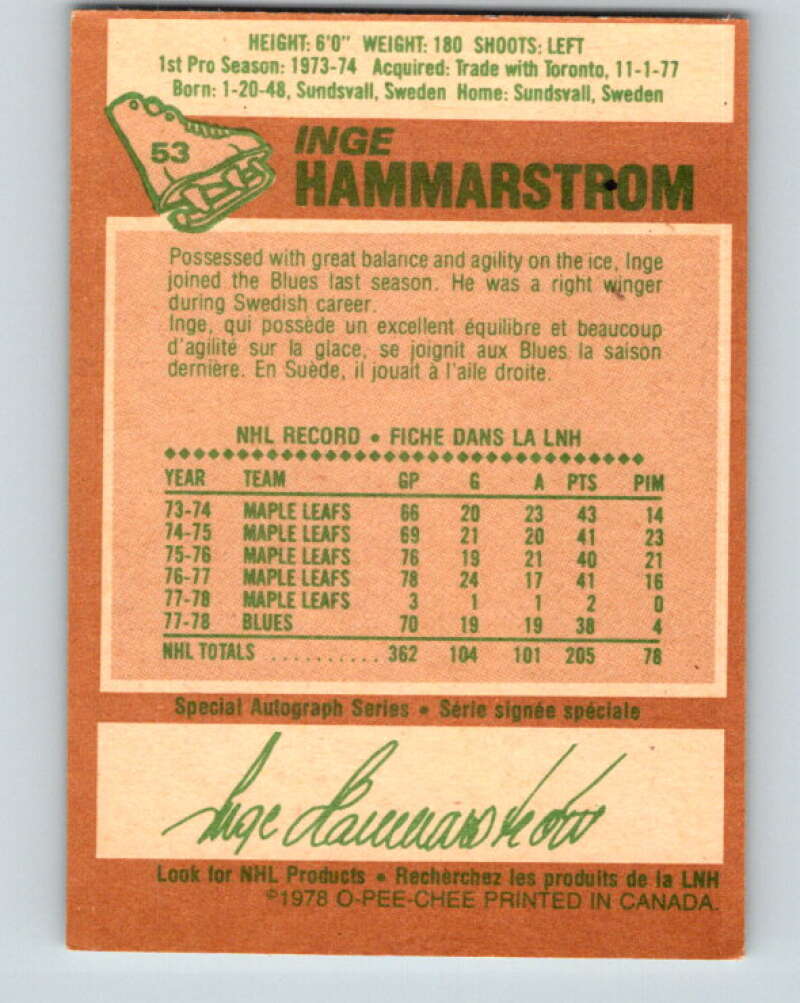 HEIGHT: 6'0" WEIGHT: 180 SHOOTS: LEFT
1st Pro Season: 1973-74 Acquired: Trade with Toronto, 11-1-77
Born: 1-20-48, Sundsvall, Sweden Home: Sundsvall, Sweden
53
INGE
HAMMARSTROM
Possessed with great balance and agility on the ice, Inge
joined the Blues last season. He was a right winger
during Swedish career.
Inge, qui possède un excellent équilibre et beaucoup
d'agilité sur la glace, se joignit aux Blues la saison
dernière. En Suède, il jouait à l'aile droite.
NHL RECORD • FICHE DANS LA LNH
YEAR TEAM GP G A PTS PIM
73-74 MAPLE LEAFS 66 20 23 43 14
74-75 MAPLE LEAFS 69 21 20 41 23
75-76 MAPLE LEAFS 76 19 21 40 21
76-77 MAPLE LEAFS 78 24 17 41 16
77-78 MAPLE LEAFS 3 1 1 2 0
77-78 BLUES 70 19 19 38 4
NHL TOTALS .......... 362 104 101 205 78
Special Autograph Series • Série signée spéciale
Inge Hammarström
Look for NHL Products • Recherchez les produits de la LNH
©1978 O-PEE-CHEE PRINTED IN CANADA.